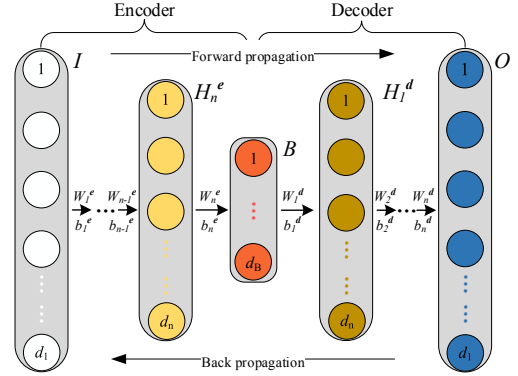 Encoder
Decoder
Forward propagation
I
H_n^e
B
H_1^d
O
1
1
1
1
1
W_1^e
W_{n-1}^e
W_n^e
W_1^d
W_2^d
W_n^d
b_1^e
b_{n-1}^e
b_n^e
b_1^d
b_2^d
b_n^d
d_1
d_n
d_B
d_n
d_1
Back propagation